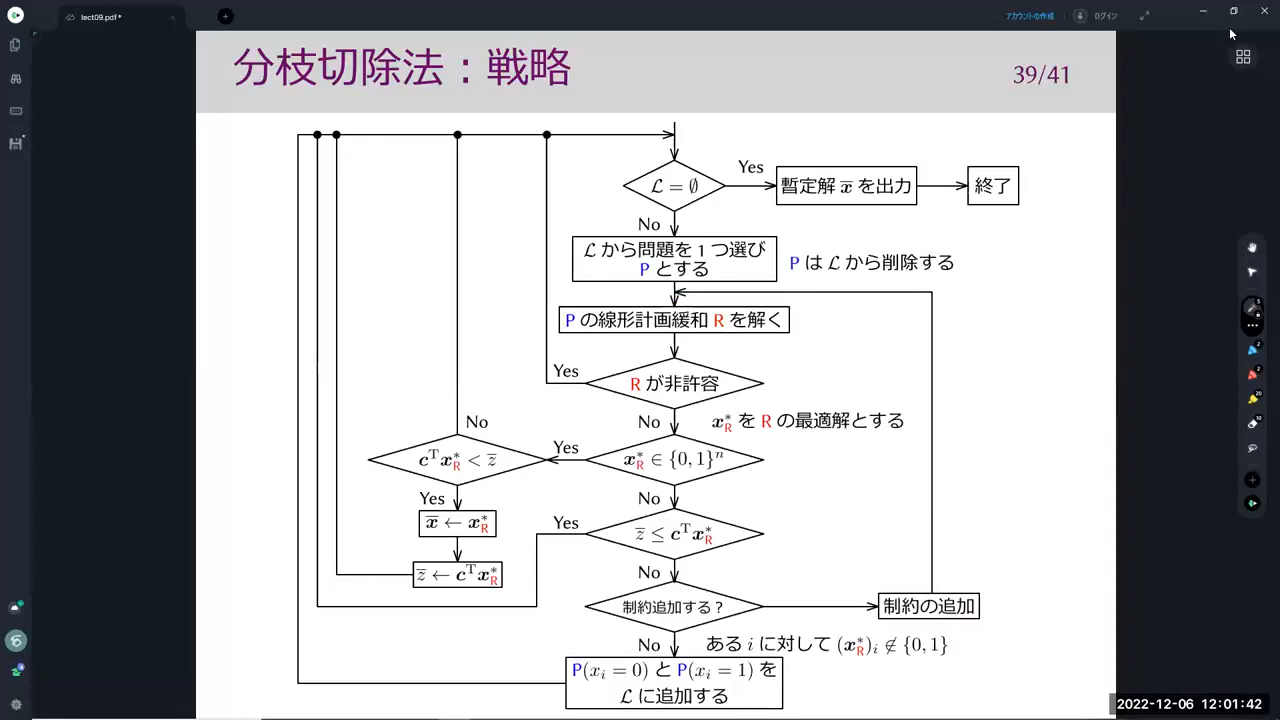 lect09.pdf*
アカウントの作成
ログイン
分枝切除法：戦略
39/41
Yes
ℒ = ∅
暫定解 x̅ を出力
終了
No
ℒ から問題を 1 つ選び
P とする
P は ℒ から削除する
P の線形計画緩和 R を解く
Yes
R が非許容
No
x*_R を R の最適解とする
No
c^T x*_R < z̅
Yes
x*_R ∈ {0, 1}^n
Yes
No
x̅ ← x*_R
Yes
z̅ ≤ c^T x*_R
No
z̅ ← c^T x*_R
制約追加する？
制約の追加
No
ある i に対して (x*_R)_i ∉ {0, 1}
P(x_i = 0) と P(x_i = 1) を
ℒ に追加する
2022-12-06 12:01:42